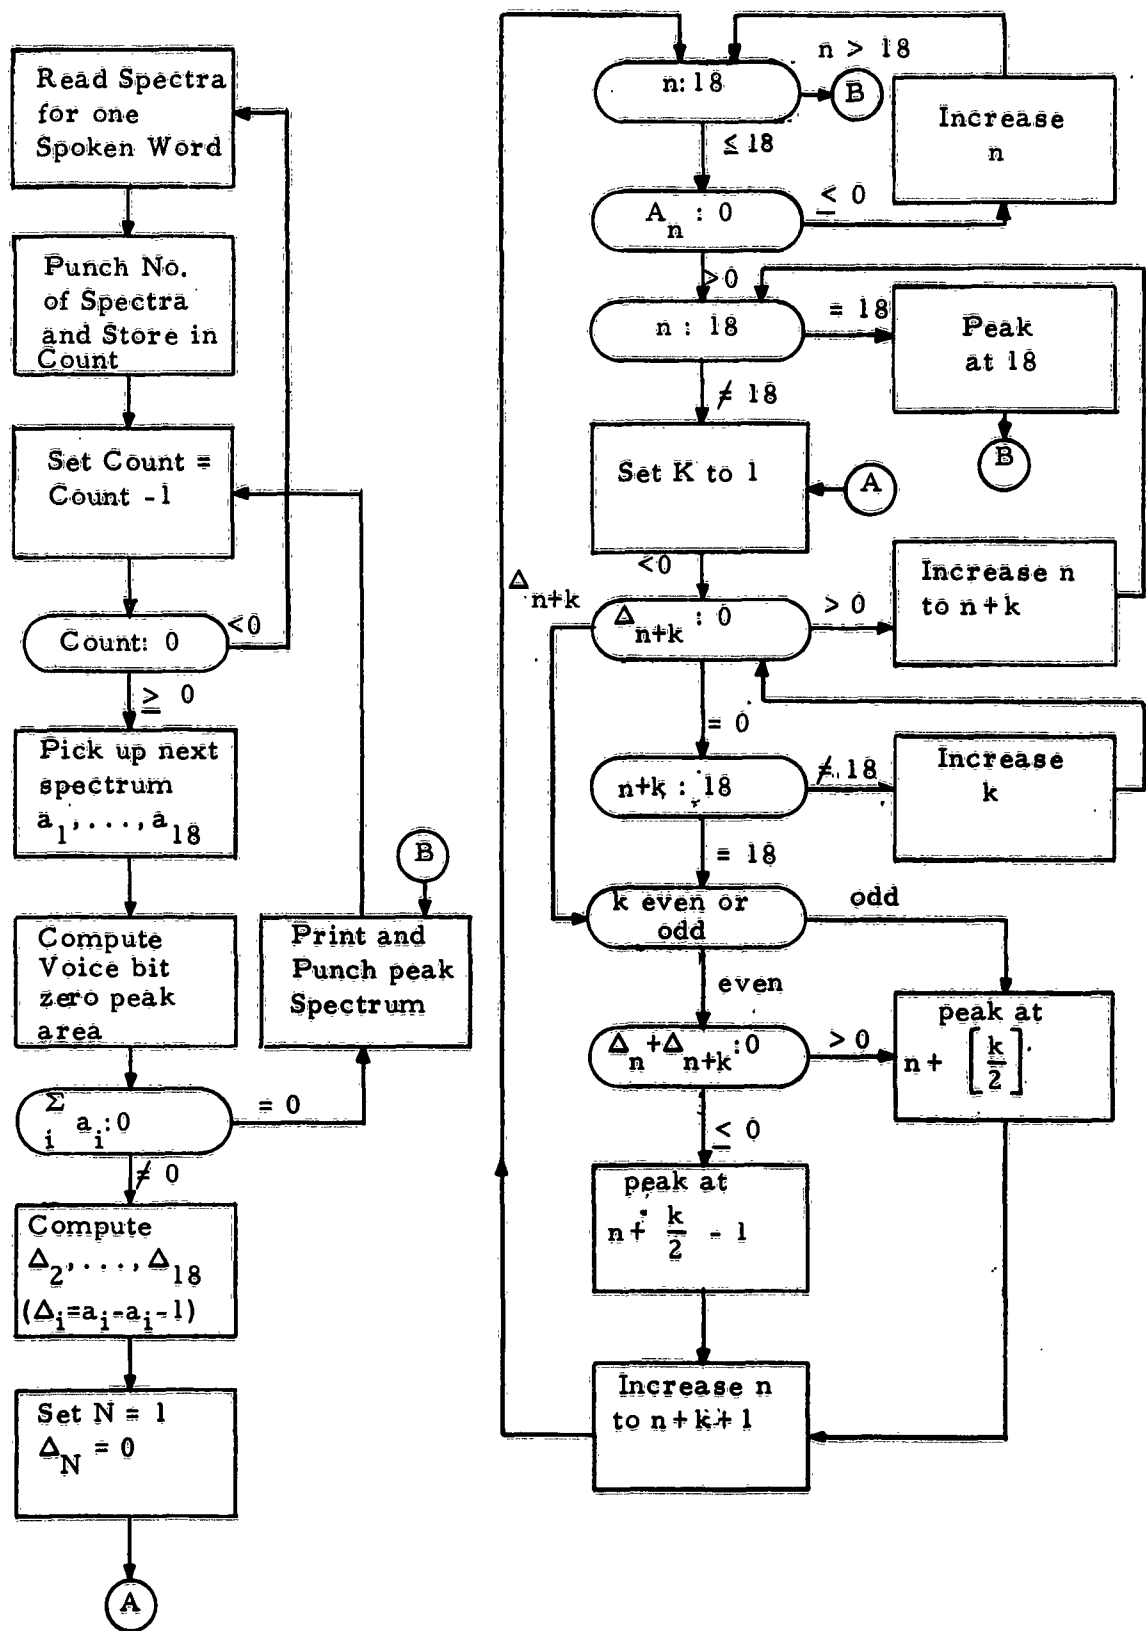 Read Spectra
for one
Spoken Word
Punch No.
of Spectra
and Store in
Count
Set Count =
Count -1
Count: 0
<0
≥ 0
Pick up next
spectrum
a1,...,a18
Compute
Voice bit
zero peak
area
Σi ai:0
= 0
≠ 0
B
Print and
Punch peak
Spectrum
Compute
Δ2,...,Δ18
(Δi=ai-ai-1)
Set N = 1
ΔN = 0
A
n:18
n > 18
B
≤ 18
Increase
n
An : 0
≤ 0
>0
n : 18
= 18
Peak
at 18
B
≠ 18
Set K to 1
A
<0
Δn+k
Δn+k : 0
> 0
Increase n
to n+k
= 0
n+k : 18
≠ 18
Increase
k
= 18
k even or
odd
odd
even
Δn+Δn+k:0
> 0
peak at
n+ [k/2]
≤ 0
peak at
n+ k/2 - 1
Increase n
to n+k+1